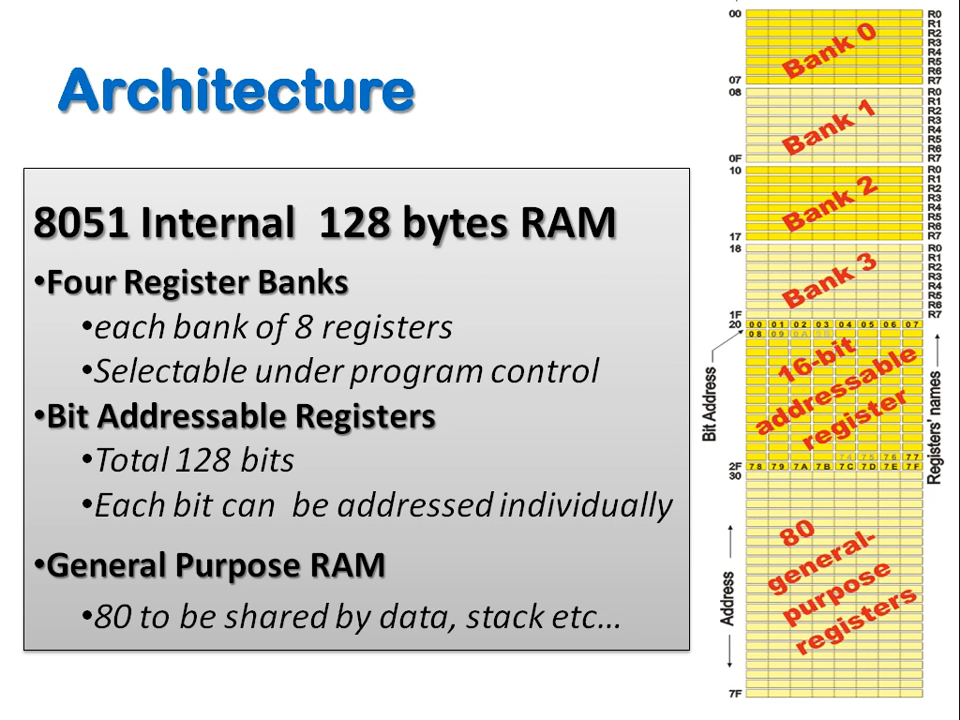 Architecture
8051 Internal 128 bytes RAM
•Four Register Banks
•each bank of 8 registers
•Selectable under program control
•Bit Addressable Registers
•Total 128 bits
•Each bit can be addressed individually
•General Purpose RAM
•80 to be shared by data, stack etc…
00
R0
R1
R2
R3
R4
R5
R6
07
R7
Bank 0
08
R0
R1
R2
R3
R4
R5
R6
0F
R7
Bank 1
10
R0
R1
R2
R3
R4
R5
R6
17
R7
Bank 2
18
R0
R1
R2
R3
R4
R5
R6
1F
R7
Bank 3
20 00 01 02 03 04 05 06 07
08 09 0A
16-bit
addressable
register
74 75 76 77
2F 78 79 7A 7B 7C 7D 7E 7F
30
Bit Address
Registers' names
80
general-
purpose
registers
Address
7F